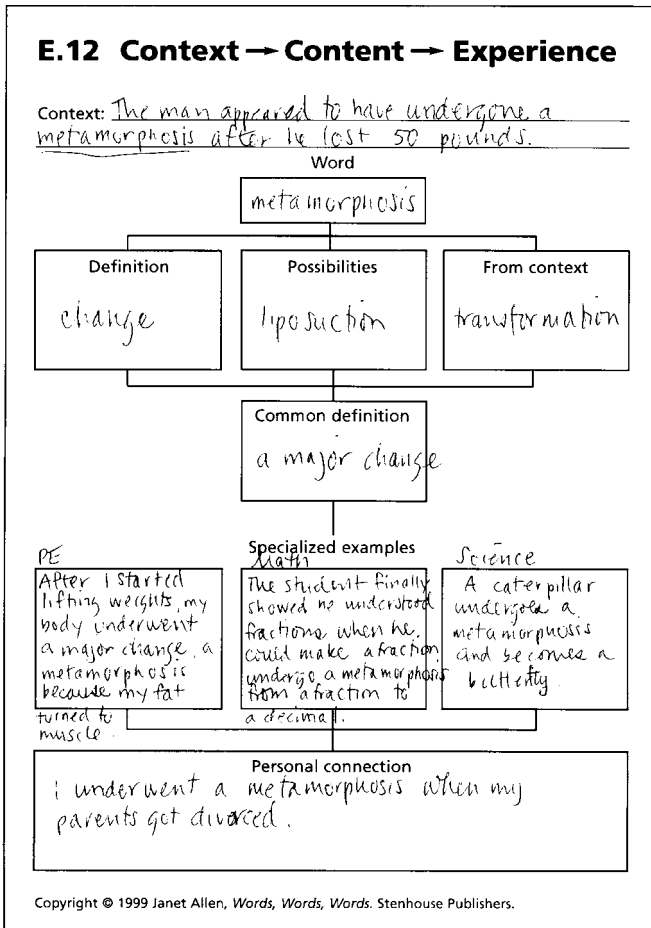 E.12 Context → Content → Experience
Context: The man appeared to have undergone a
metamorphosis after he lost 50 pounds.
Word
metamorphosis
Definition
change
Possibilities
liposuction
From context
transformation
Common definition
a major change
Specialized examples
PE
After I started
lifting weights, my
body underwent
a major change, a
metamorphosis
because my fat
turned to
muscle.
Math
The student finally
showed he understood
fractions when he
could make a fraction
undergo a metamorphosis
from a fraction to
a decimal.
Science
A caterpillar
undergoes a
metamorphosis
and becomes a
butterfly
Personal connection
I underwent a metamorphosis when my
parents got divorced.
Copyright © 1999 Janet Allen, Words, Words, Words. Stenhouse Publishers.